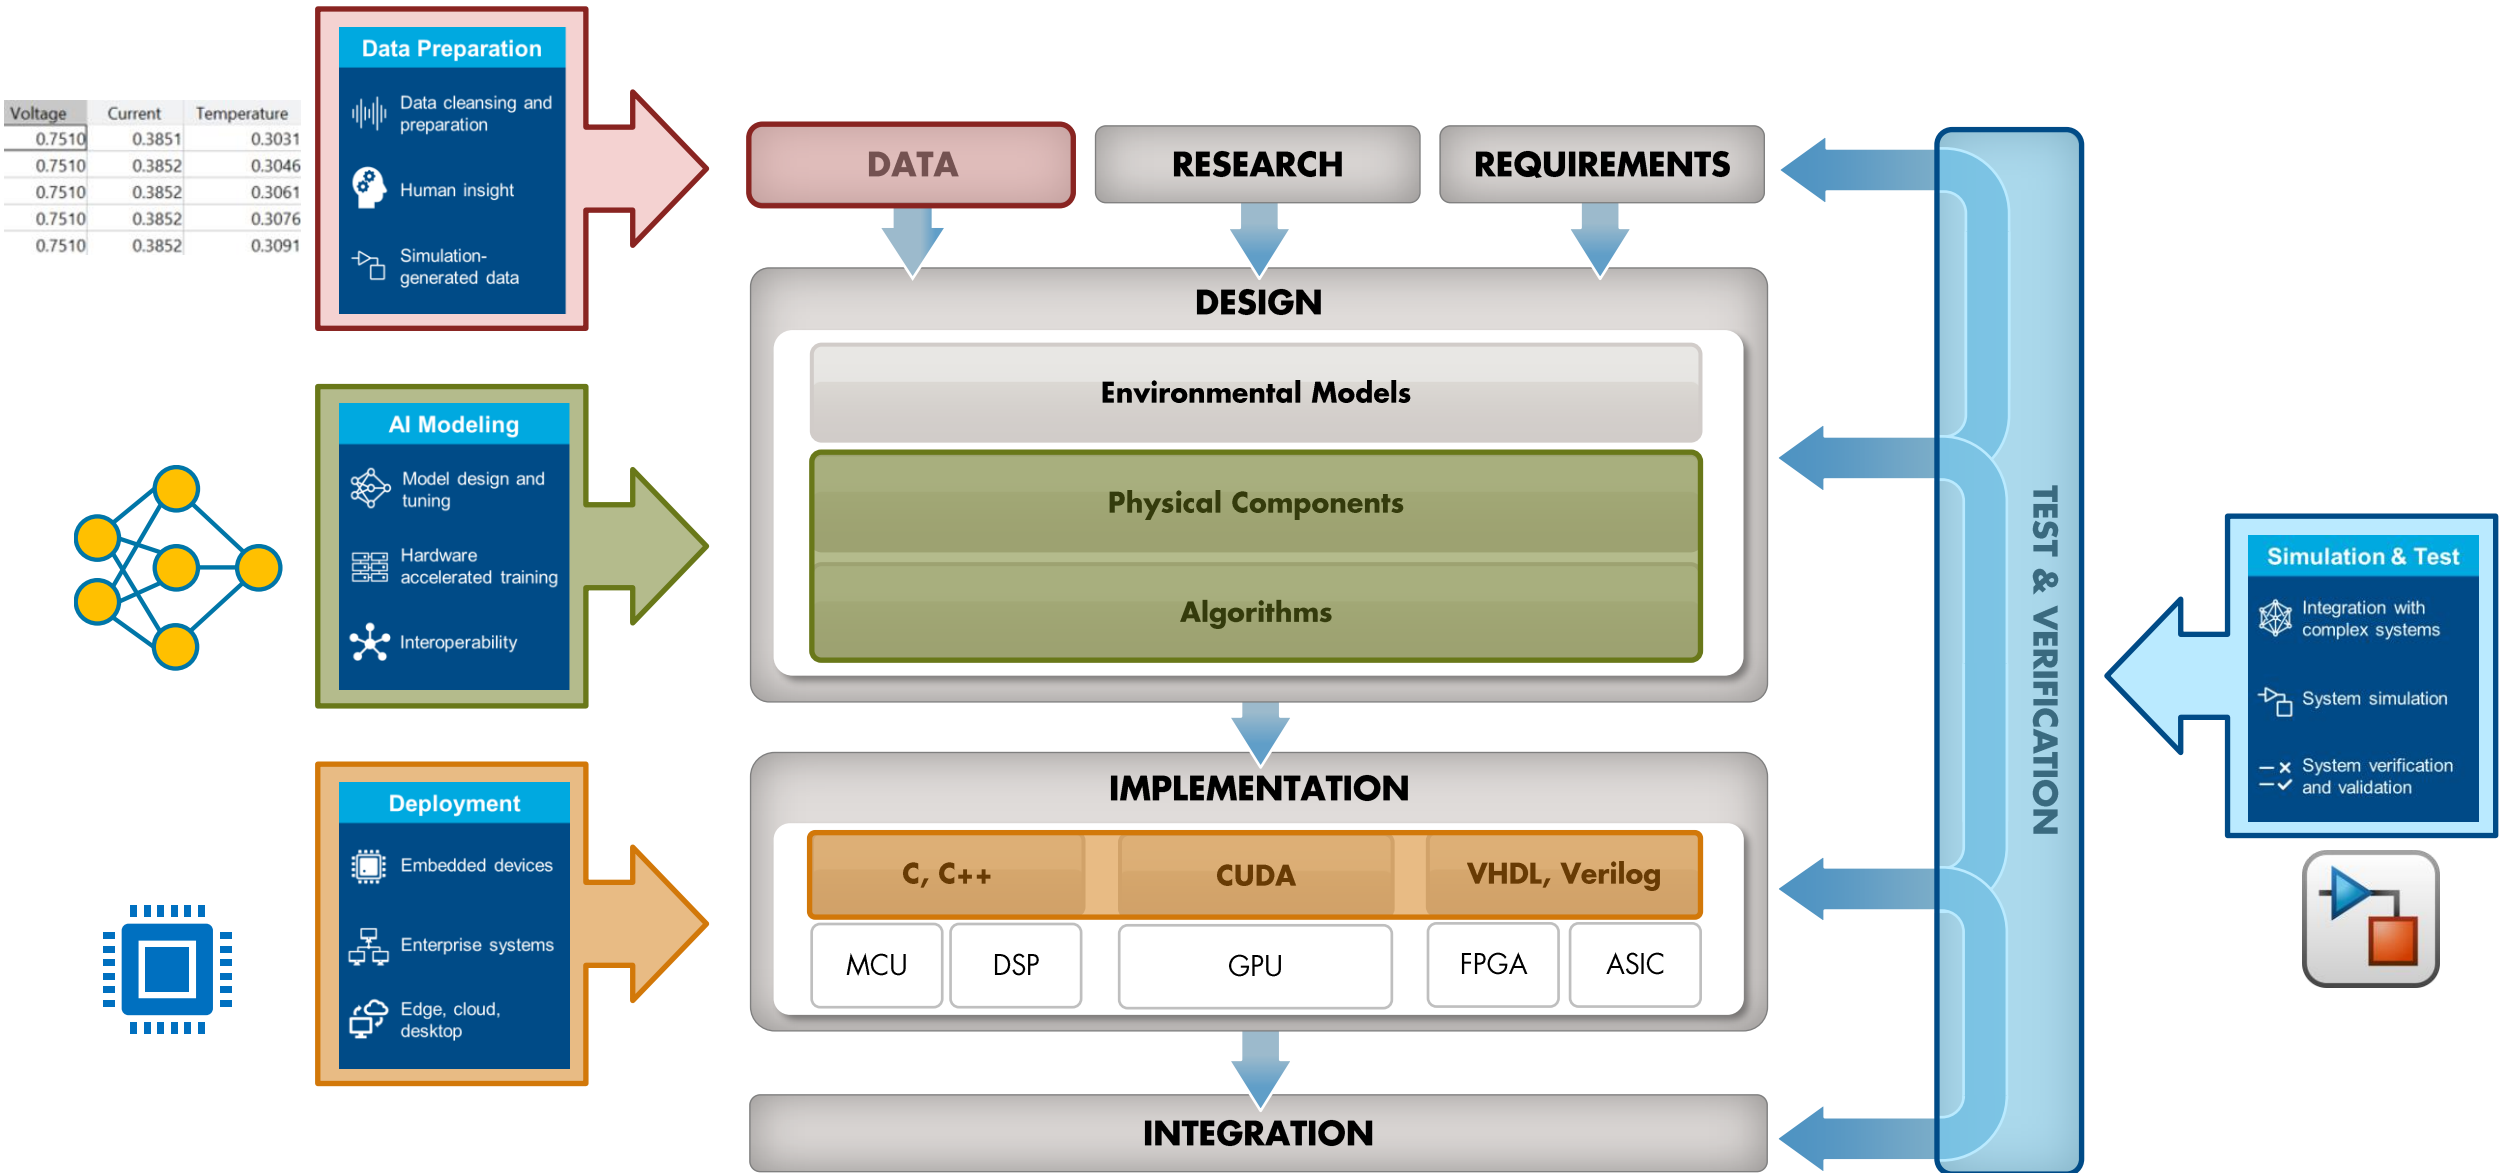 Voltage Current Temperature
0.7510 0.3851 0.3031
0.7510 0.3852 0.3046
0.7510 0.3852 0.3061
0.7510 0.3852 0.3076
0.7510 0.3852 0.3091
Data Preparation
Data cleansing and
preparation
Human insight
Simulation-
generated data
AI Modeling
Model design and
tuning
Hardware
accelerated training
Interoperability
Deployment
Embedded devices
Enterprise systems
Edge, cloud,
desktop
DATA
RESEARCH
REQUIREMENTS
DESIGN
Environmental Models
Physical Components
Algorithms
IMPLEMENTATION
C, C++
CUDA
VHDL, Verilog
MCU
DSP
GPU
FPGA
ASIC
INTEGRATION
TEST & VERIFICATION
Simulation & Test
Integration with
complex systems
System simulation
System verification
and validation